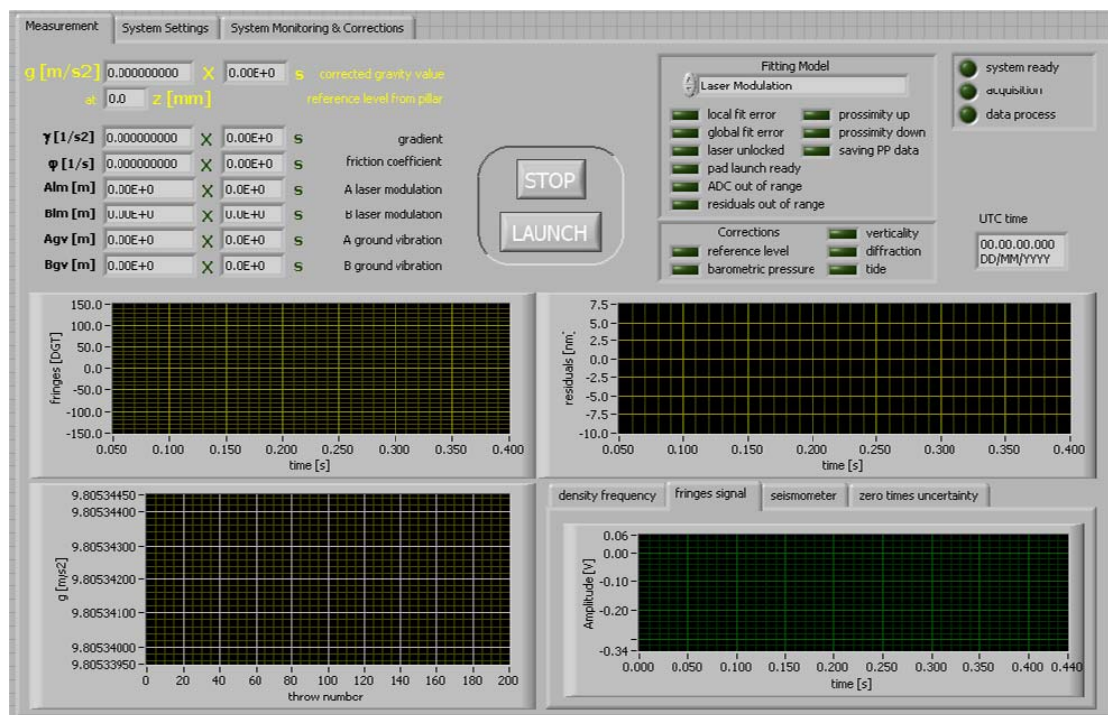 Measurement System Settings System Monitoring & Corrections
g [m/s2] 0.000000000 X 0.00E+0 s corrected gravity value
at 0.0 z [mm] reference level from pillar
γ [1/s2] 0.000000000 X 0.00E+0 s gradient
φ [1/s] 0.000000000 X 0.00E+0 s friction coefficient
Alm [m] 0.00E+0 X 0.0E+0 s A laser modulation
Blm [m] 0.00E+0 X 0.0E+0 s B laser modulation
Agv [m] 0.00E+0 X 0.0E+0 s A ground vibration
Bgv [m] 0.00E+0 X 0.0E+0 s B ground vibration
STOP
LAUNCH
Fitting Model
Laser Modulation
local fit error prossimity up
global fit error prossimity down
laser unlocked saving PP data
pad launch ready
ADC out of range
residuals out of range
Corrections verticality
reference level diffraction
barometric pressure tide
system ready
acquisition
data process
UTC time
00.00.00.000
DD/MM/YYYY
fringes [DGT]
150.0
100.0
50.0
0.0
-50.0
-100.0
-150.0
0.050 0.100 0.150 0.200 0.250 0.300 0.350 0.400
time [s]
residuals [nm]
7.5
5.0
2.5
0.0
-2.5
-5.0
-7.5
-10.0
0.050 0.100 0.150 0.200 0.250 0.300 0.350 0.400
time [s]
g [m/s2]
9.80534450
9.80534400
9.80534300
9.80534200
9.80534100
9.80534000
9.80533950
0 20 40 60 80 100 120 140 160 180 200
throw number
density frequency fringes signal seismometer zero times uncertainty
Amplitude [V]
0.06
0.00
-0.10
-0.20
-0.34
0.000 0.050 0.100 0.150 0.200 0.250 0.300 0.350 0.400 0.440
time [s]